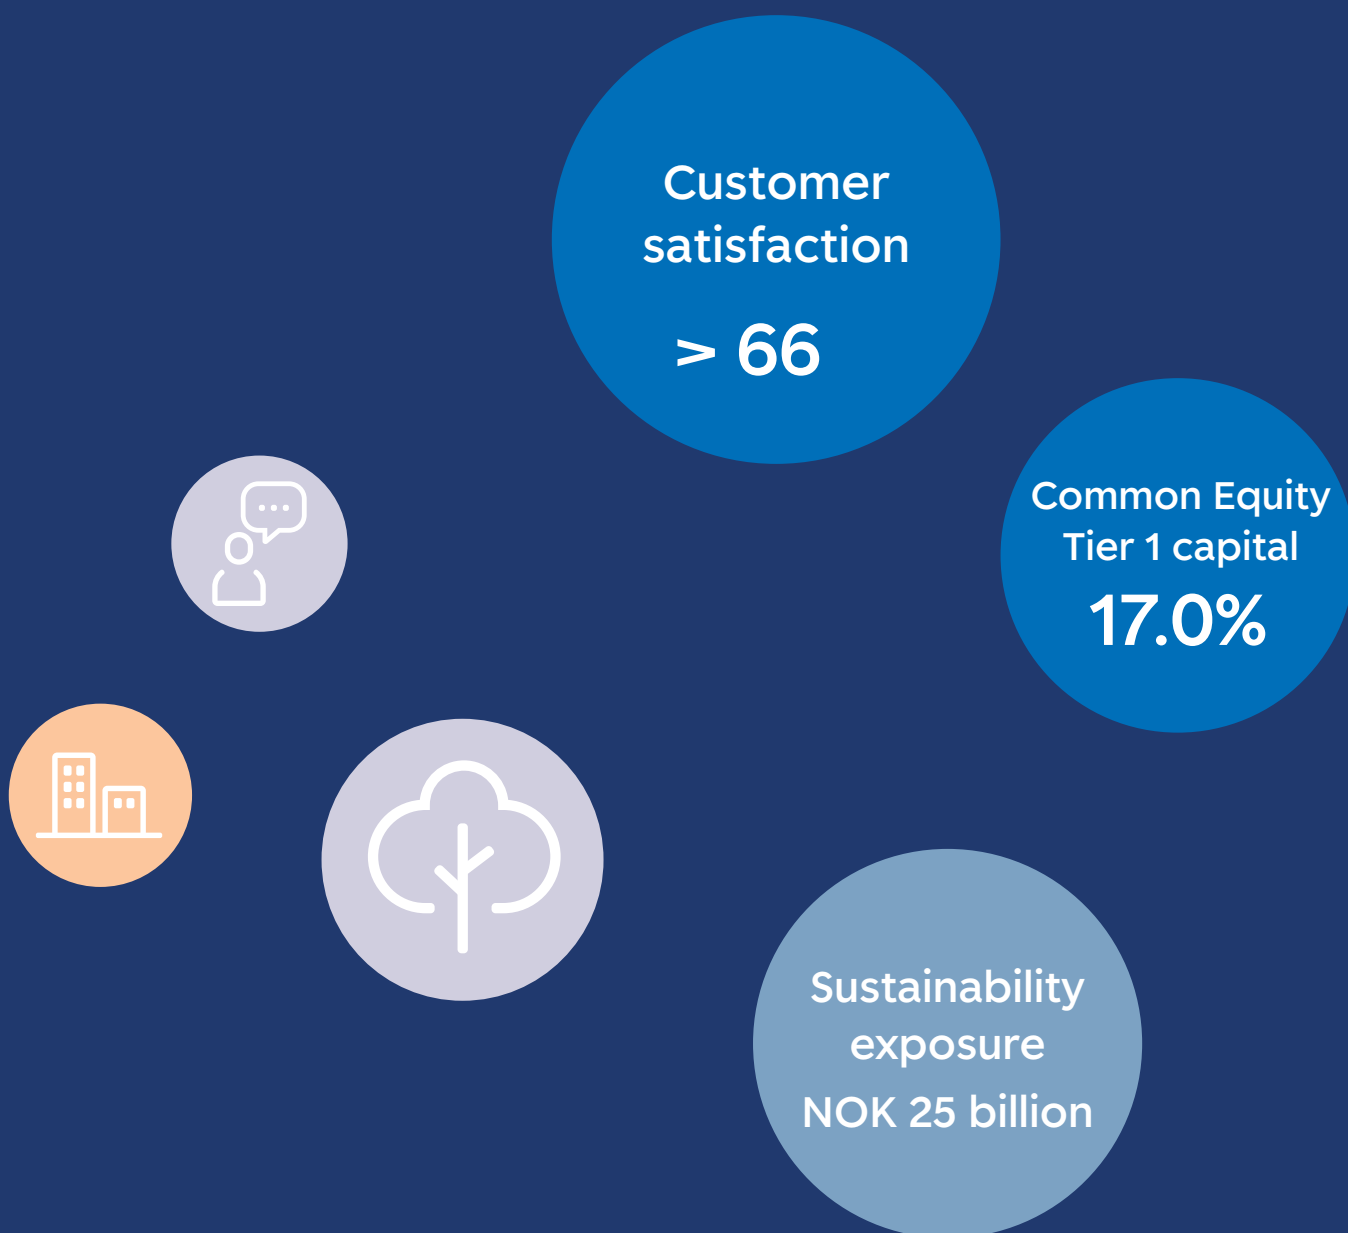 Customer
satisfaction
> 66
Common Equity
Tier 1 capital
17.0%
Sustainability
exposure
NOK 25 billion